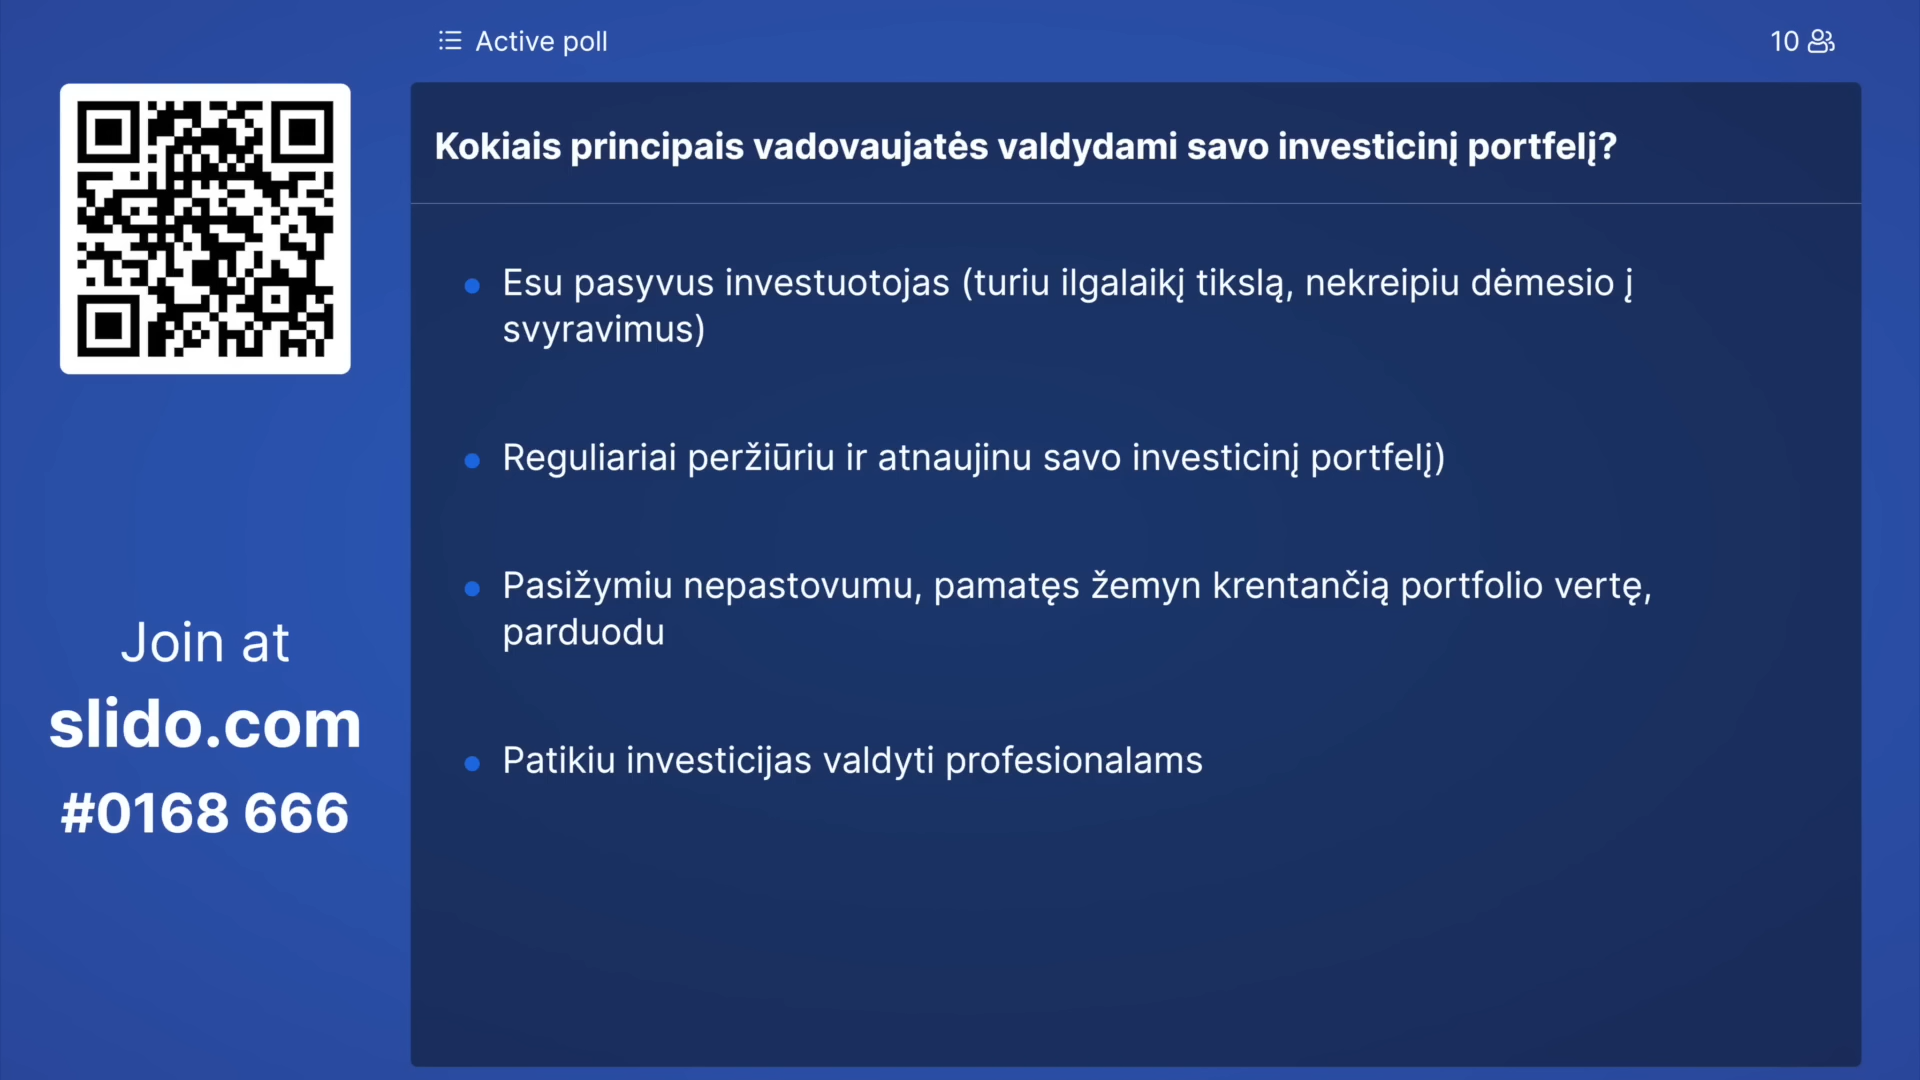 Active poll
10
Kokiais principais vadovaujatės valdydami savo investicinį portfelį?
Esu pasyvus investuotojas (turiu ilgalaikį tikslą, nekreipiu dėmesio į
svyravimus)
Reguliariai peržiūriu ir atnaujinu savo investicinį portfelį)
Pasižymiu nepastovumu, pamatęs žemyn krentančią portfolio vertę,
parduodu
Patikiu investicijas valdyti profesionalams
Join at
slido.com
#0168 666